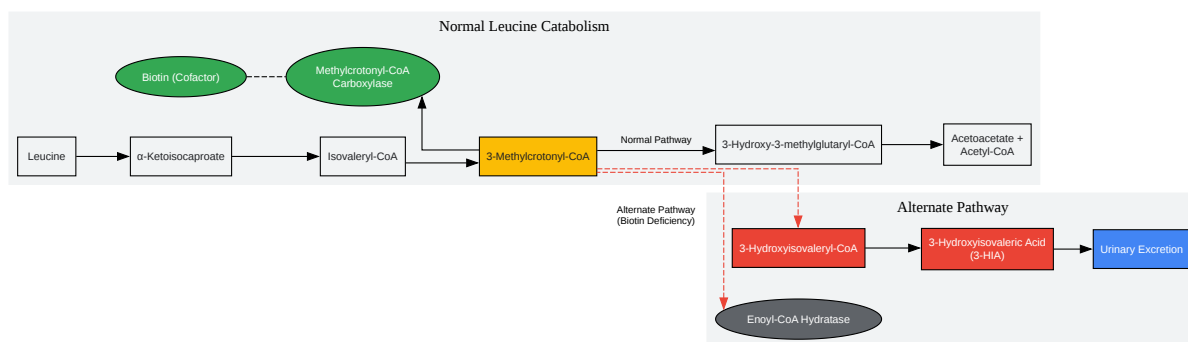 Normal Leucine Catabolism
Biotin (Cofactor)
Methylcrotonyl-CoA
Carboxylase
Leucine
α-Ketoisocaproate
Isovaleryl-CoA
3-Methylcrotonyl-CoA
Normal Pathway
3-Hydroxy-3-methylglutaryl-CoA
Acetoacetate +
Acetyl-CoA
Alternate Pathway
(Biotin Deficiency)
Alternate Pathway
3-Hydroxyisovaleryl-CoA
3-Hydroxyisovaleric Acid
(3-HIA)
Urinary Excretion
Enoyl-CoA Hydratase